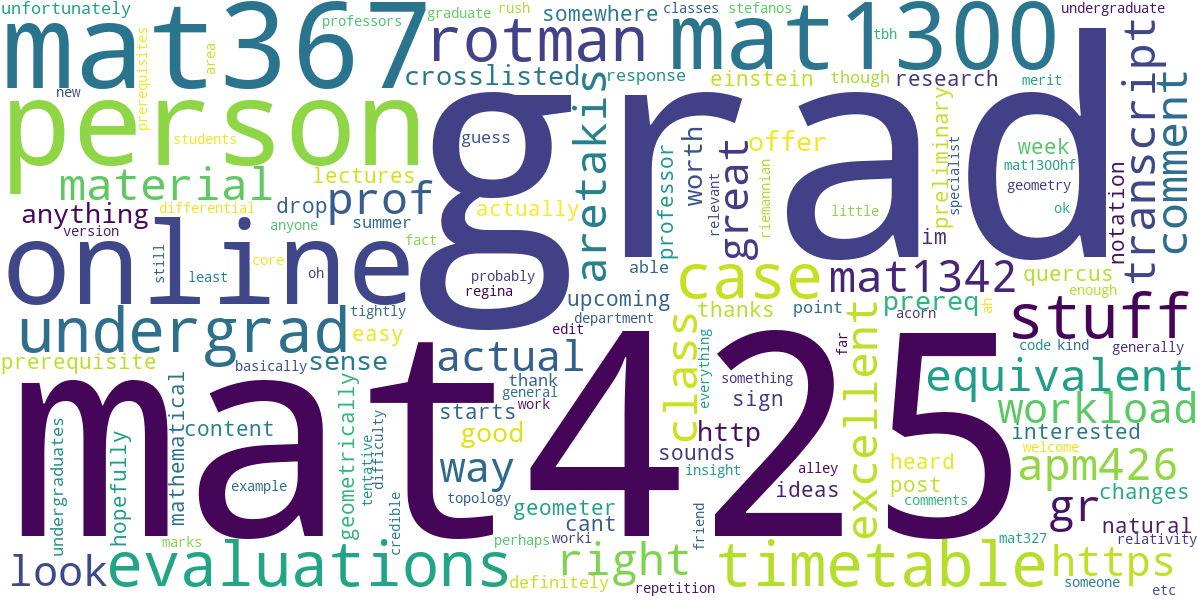 unfortunately
professors
graduate
rush
somewhere
classes
stefanos
undergraduate
mat367
rotman
mat1300
tbh
prerequisites
area
crosslisted
response
einstein
though
research
merit
new
person
grad
aretakis
transcript
comment
students
guess
great
worth
offer
preliminary
specialist
week
mat1300hf
geometry
material
lectures
professor
relevant
riemannian
notation
anything
differential
drop
prof
actually
little
ok
version
anyone
summer
fact
im
online
still
least
core
oh
probably
regina
able
case
mat1342
quercus
enough
tightly
upcoming
department
thanks
point
prereq
ah
acorn
undergrad
easy
edit
stuff
prerequisite
basically
sense
actual
class
everything
far
excellent
code
kind
generally
mat425
thank
general
work
something
sign
equivalent
undergraduates
hopefully
mathematical
content
geometrically
tentative
difficulty
credible
starts
good
http
workload
interested
welcome
example
way
sounds
insight
alley
ideas
heard
post
comments
apm426
changes
topology
geometer
cant
friend
gr
natural
relativity
marks
perhaps
worki
mat327
look
evaluations
definitely
right
repetition
timetable
https
someone
etc